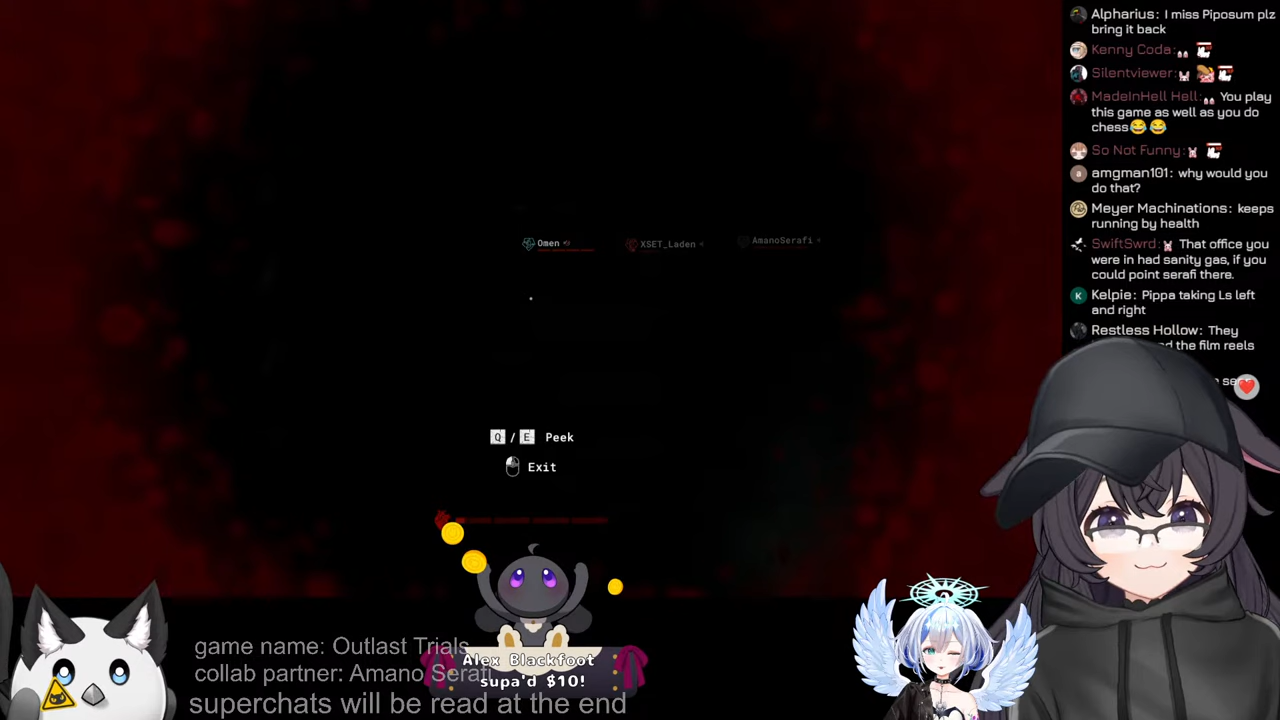 Alpharius: I miss Piposum plz
bring it back
Kenny Coda:
Silentviewer:
MadeInHell Hell: You play
this game as well as you do
chess😂😂
So Not Funny:
amgman101: why would you
do that?
Meyer Machinations: keeps
running by health
SwiftSwrd: That office you
were in had sanity gas, if you
could point serafi there.
Kelpie: Pippa taking Ls left
and right
Restless Hollow: They
the film reels
Omen
XSET_Laden
AmanoSerafi
Q / E Peek
Exit
game name: Outlast Trials
collab partner: Amano Serafi
superchats will be read at the end
Alex Blackfoot
supa'd $10!